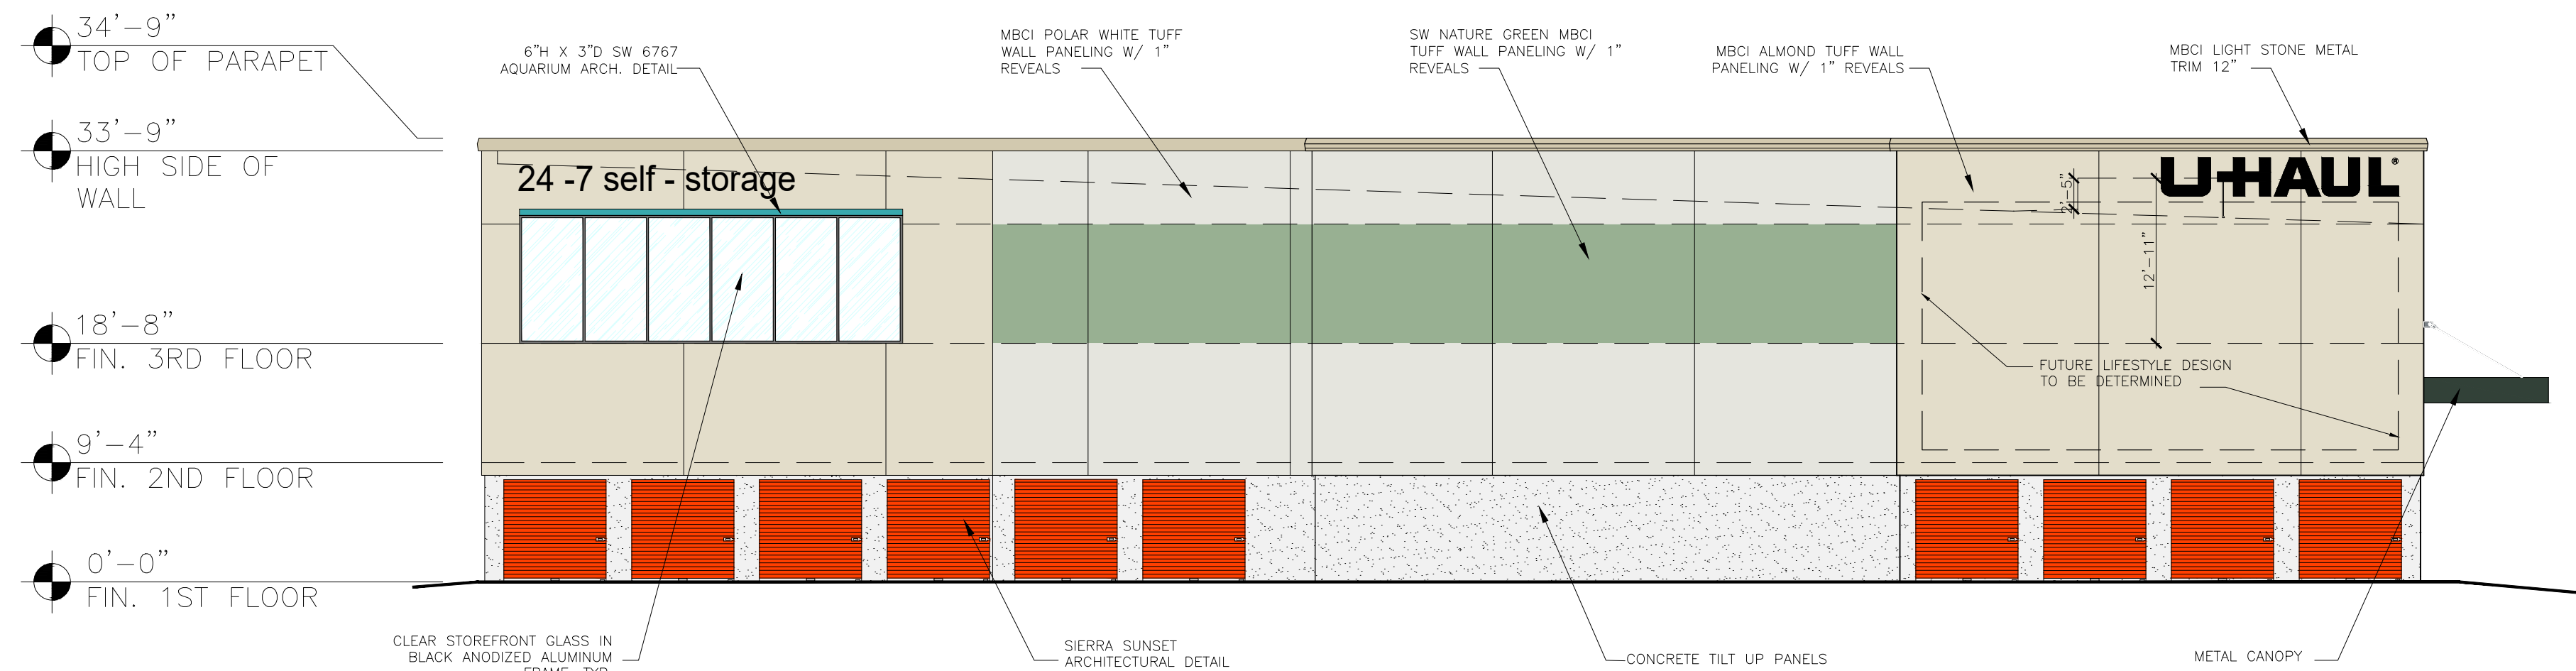 34'-9"
TOP OF PARAPET
33'-9"
HIGH SIDE OF
WALL
18'-8"
FIN. 3RD FLOOR
9'-4"
FIN. 2ND FLOOR
0'-0"
FIN. 1ST FLOOR
6"H X 3"D SW 6767
AQUARIUM ARCH. DETAIL
MBCI POLAR WHITE TUFF
WALL PANELING W/ 1"
REVEALS
SW NATURE GREEN MBCI
TUFF WALL PANELING W/ 1"
REVEALS
MBCI ALMOND TUFF WALL
PANELING W/ 1" REVEALS
MBCI LIGHT STONE METAL
TRIM 12"
24 -7 self - storage
U-HAUL®
2'-5"
12'-11"
FUTURE LIFESTYLE DESIGN
TO BE DETERMINED
CLEAR STOREFRONT GLASS IN
BLACK ANODIZED ALUMINUM
FRAME TYP.
SIERRA SUNSET
ARCHITECTURAL DETAIL
CONCRETE TILT UP PANELS
METAL CANOPY